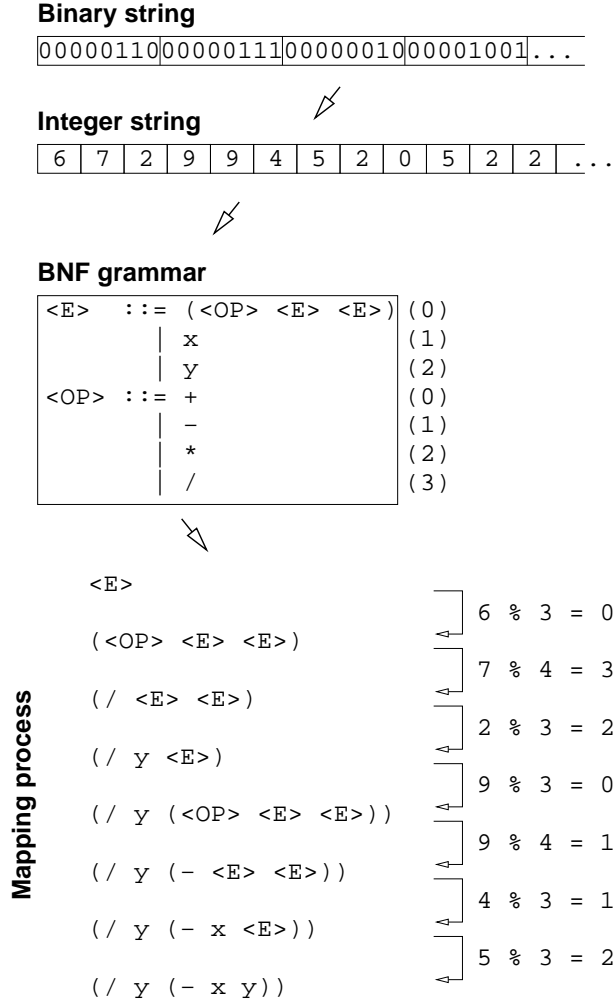 Binary string
00000110 00000111 00000010 00001001 ...
Integer string
6 7 2 9 9 4 5 2 0 5 2 2 ...
BNF grammar
<E> ::= (<OP> <E> <E>) (0)
| x (1)
| y (2)
<OP> ::= + (0)
| - (1)
| * (2)
| / (3)
Mapping process
<E>
6 % 3 = 0
(<OP> <E> <E>)
7 % 4 = 3
(/ <E> <E>)
2 % 3 = 2
(/ y <E>)
9 % 3 = 0
(/ y (<OP> <E> <E>))
9 % 4 = 1
(/ y (- <E> <E>))
4 % 3 = 1
(/ y (- x <E>))
5 % 3 = 2
(/ y (- x y))